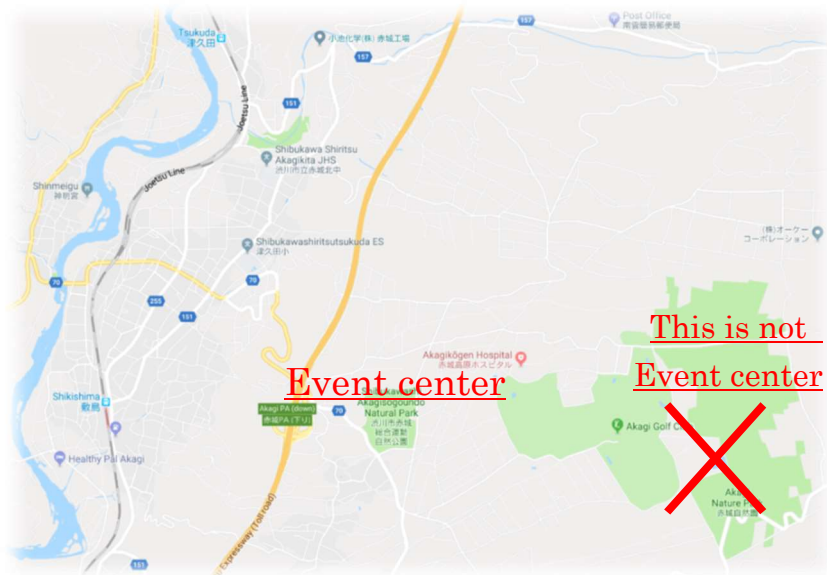 Post Office
南雲簡易郵便局
157
Tsukuda
津久田
小池化学(株) 赤城工場
157
151
Joetsu Line
Shibukawa Shiritsu
Akagikita JHS
渋川市立赤城北中
Joetsu Line
Shinmeigu
神明宮
(株)オーケー
コーポレーション
Shibukawashiritsutsukuda ES
津久田小
70
70
255
151
This is not
Event center
Akagikōgen Hospital
赤城高原ホスピタル
Event center
Shikishima
敷島
Akagi PA (down)
赤城PA (下り)
70
Akagisogoundo
Natural Park
渋川市赤城
総合運動
自然公園
Akagi Golf C
Healthy Pal Akagi
Nature
赤城自然園
Expressway (Toll road)
151